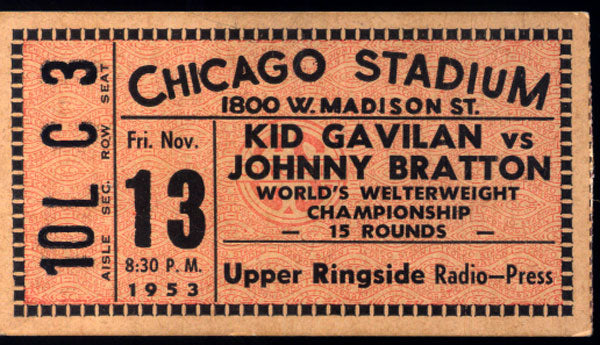 10 L C 3
AISLE SEC. ROW SEAT
Fri. Nov.
13
8:30 P. M.
1953
CHICAGO STADIUM
1800 W. MADISON ST.
KID GAVILAN VS
JOHNNY BRATTON
WORLD'S WELTERWEIGHT
CHAMPIONSHIP
— 15 ROUNDS —
Upper Ringside Radio–Press